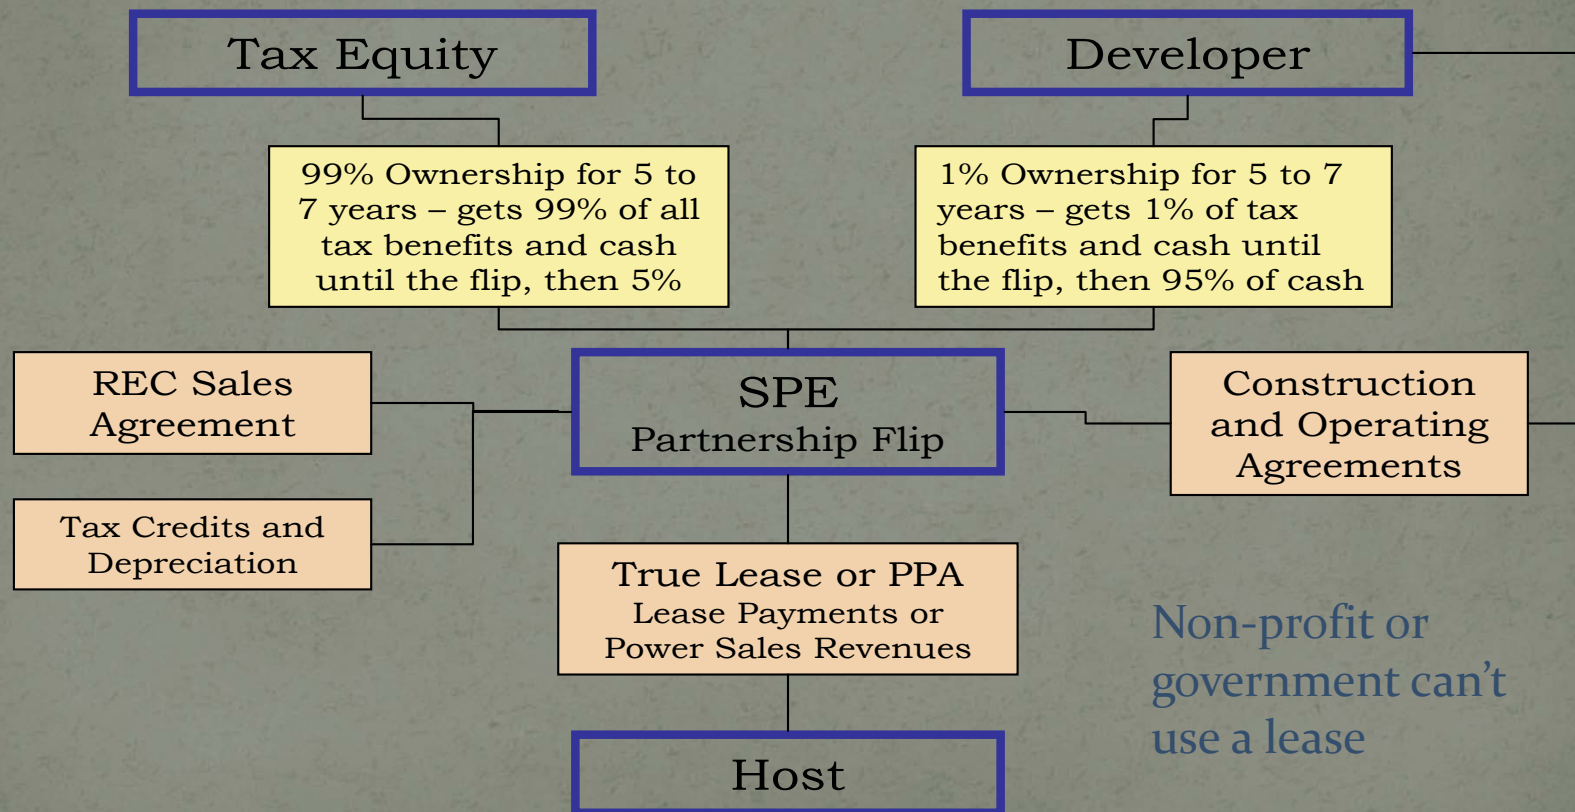 Tax Equity
Developer
99% Ownership for 5 to
7 years – gets 99% of all
tax benefits and cash
until the flip, then 5%
1% Ownership for 5 to 7
years – gets 1% of tax
benefits and cash until
the flip, then 95% of cash
REC Sales
Agreement
SPE
Partnership Flip
Construction
and Operating
Agreements
Tax Credits and
Depreciation
True Lease or PPA
Lease Payments or
Power Sales Revenues
Non-profit or
government can’t
use a lease
Host